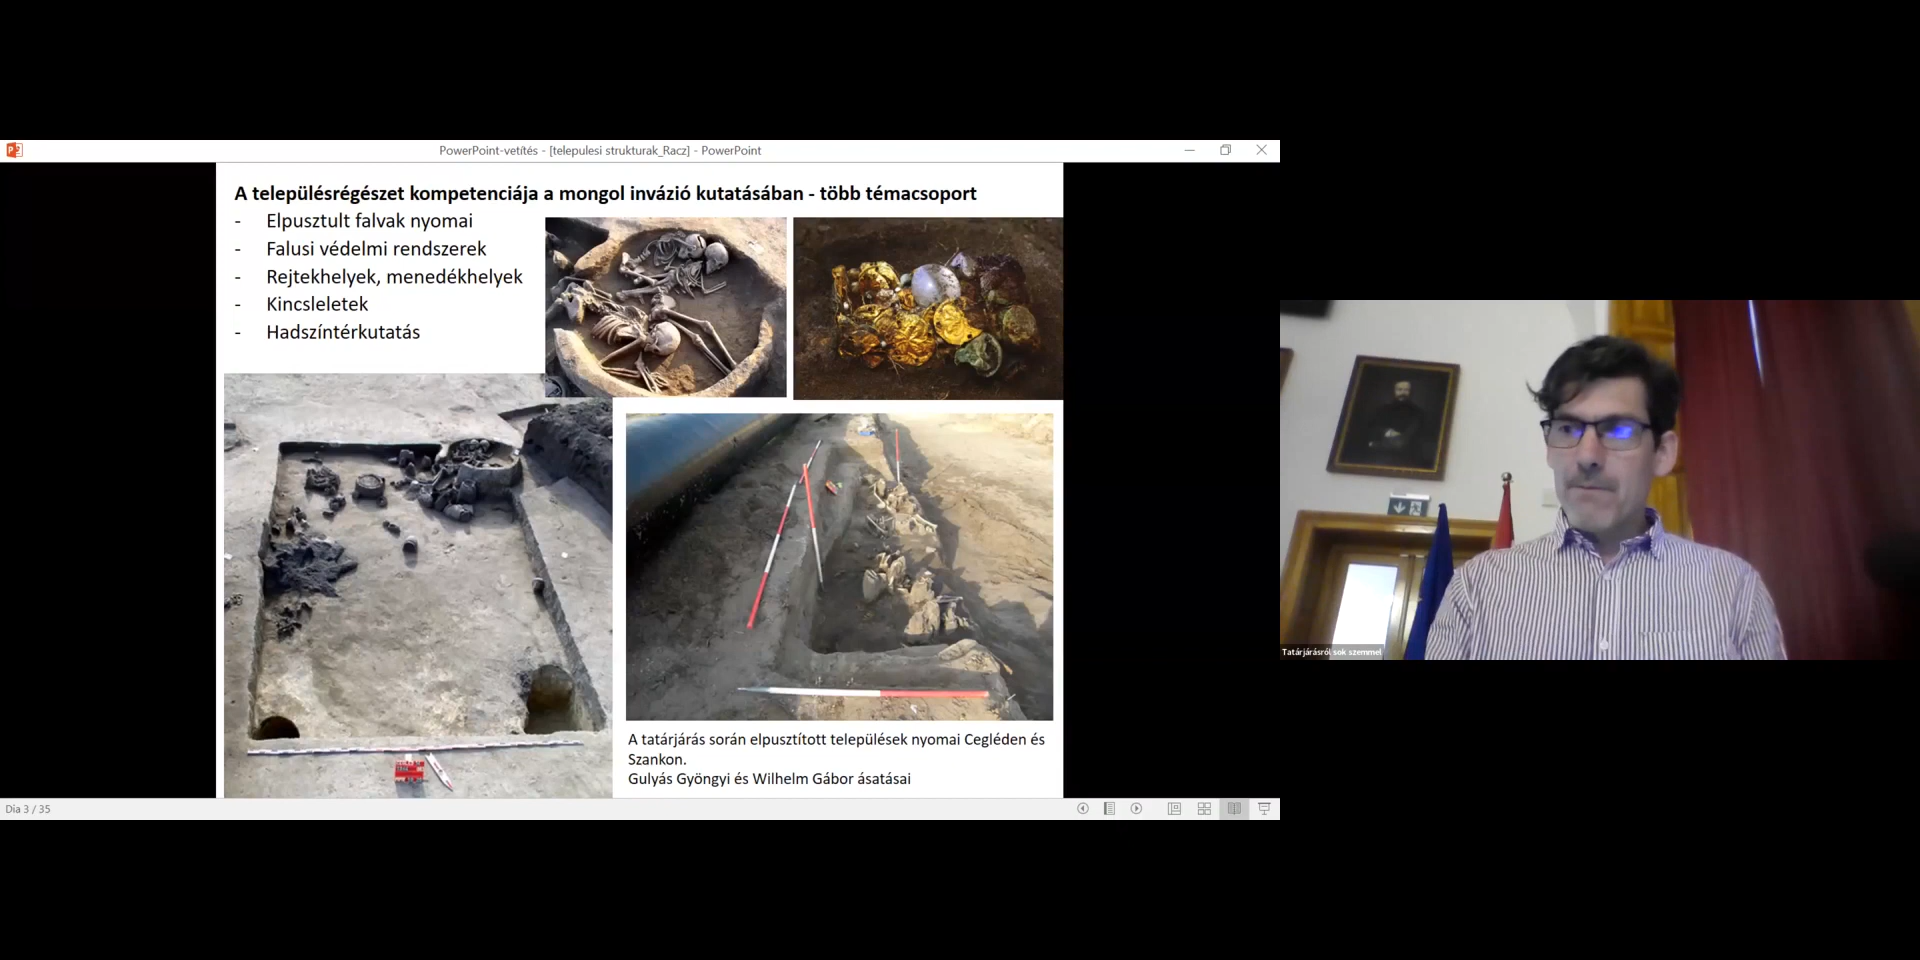 PowerPoint-vetítés - [telepulesi strukturak_Racz] - PowerPoint
A településrégészet kompetenciája a mongol invázió kutatásában - több témacsoport
- Elpusztult falvak nyomai
- Falusi védelmi rendszerek
- Rejtekhelyek, menedékhelyek
- Kincsleletek
- Hadszíntérkutatás
A tatárjárás során elpusztított települések nyomai Cegléden és
Szankon.
Gulyás Gyöngyi és Wilhelm Gábor ásatásai
Dia 3 / 35
Tatárjárásról sok szemmel